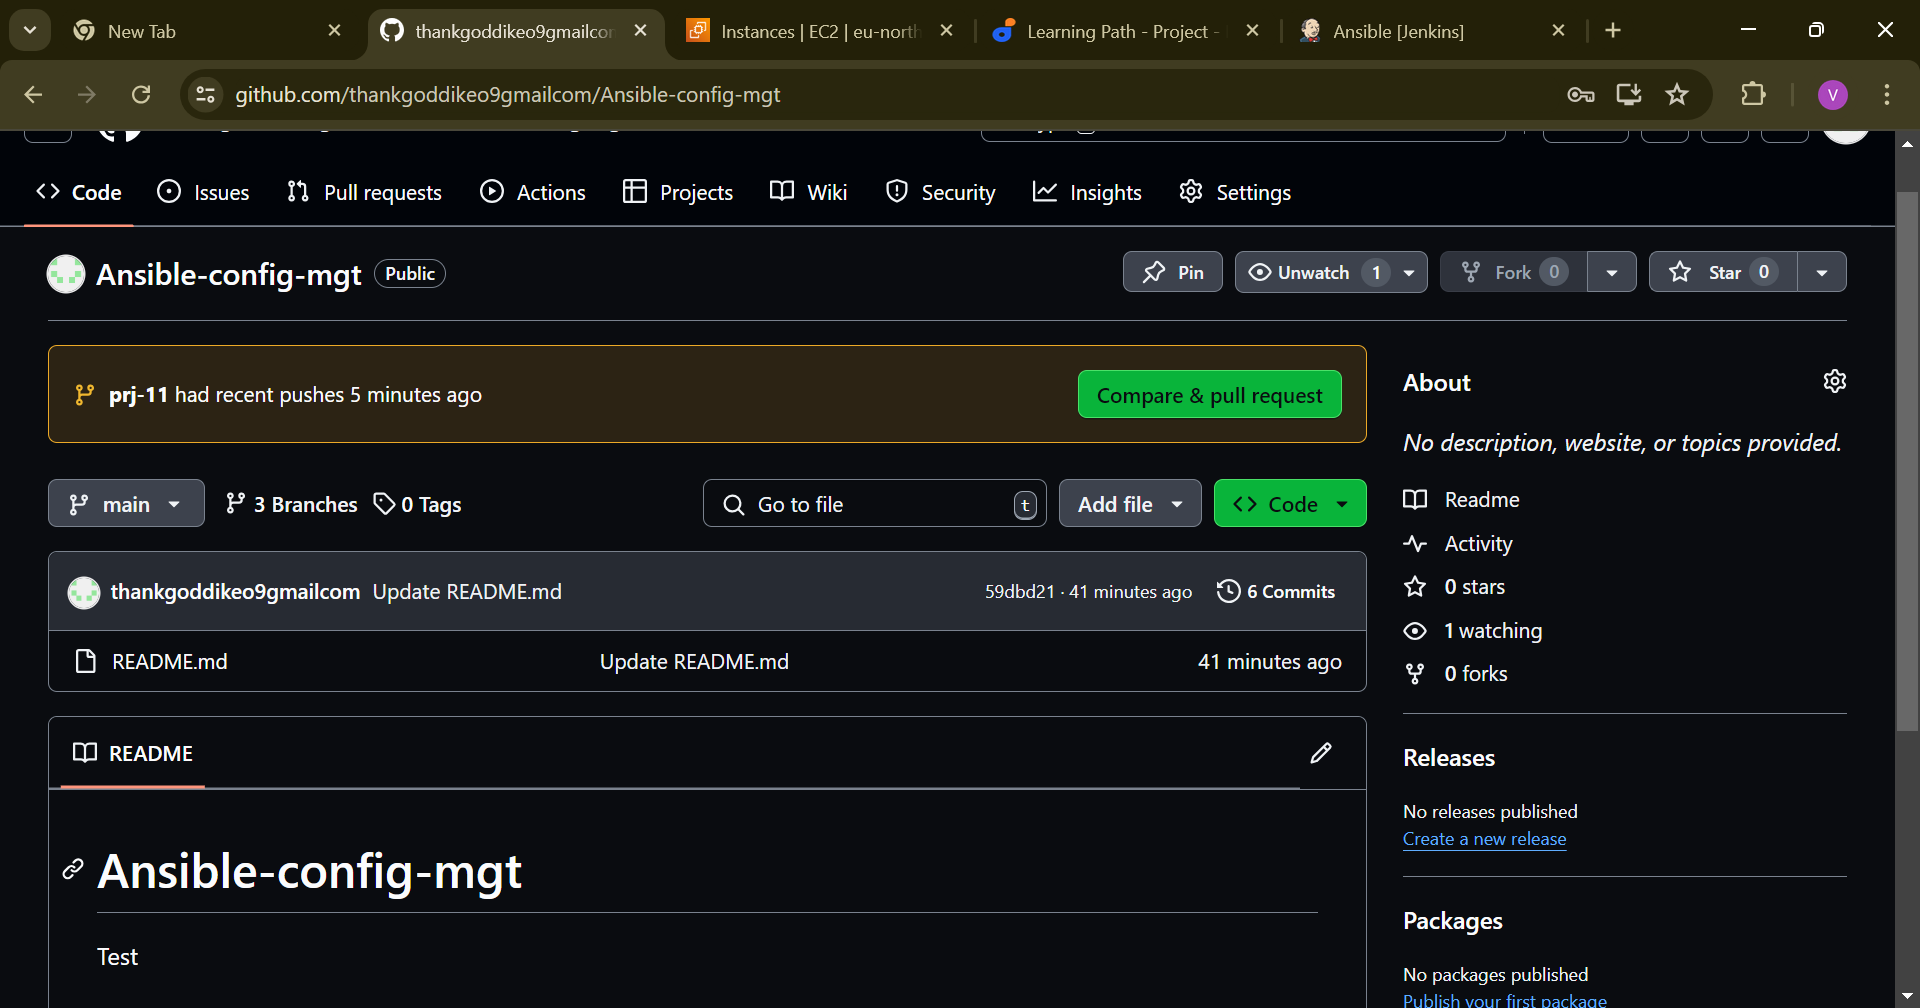 New Tab
thankgoddikeo9gmailcom
Instances | EC2 | eu-north
Learning Path - Project -
Ansible [Jenkins]
github.com/thankgoddikeo9gmailcom/Ansible-config-mgt
V
Code
Issues
Pull requests
Actions
Projects
Wiki
Security
Insights
Settings
Ansible-config-mgt
Public
Pin
Unwatch 1
Fork 0
Star 0
prj-11 had recent pushes 5 minutes ago
Compare & pull request
main
3 Branches
0 Tags
Go to file
t
Add file
Code
thankgoddikeo9gmailcom Update README.md
59dbd21 · 41 minutes ago
6 Commits
README.md
Update README.md
41 minutes ago
README
Ansible-config-mgt
Test
About
No description, website, or topics provided.
Readme
Activity
0 stars
1 watching
0 forks
Releases
No releases published
Create a new release
Packages
No packages published
Publish your first package